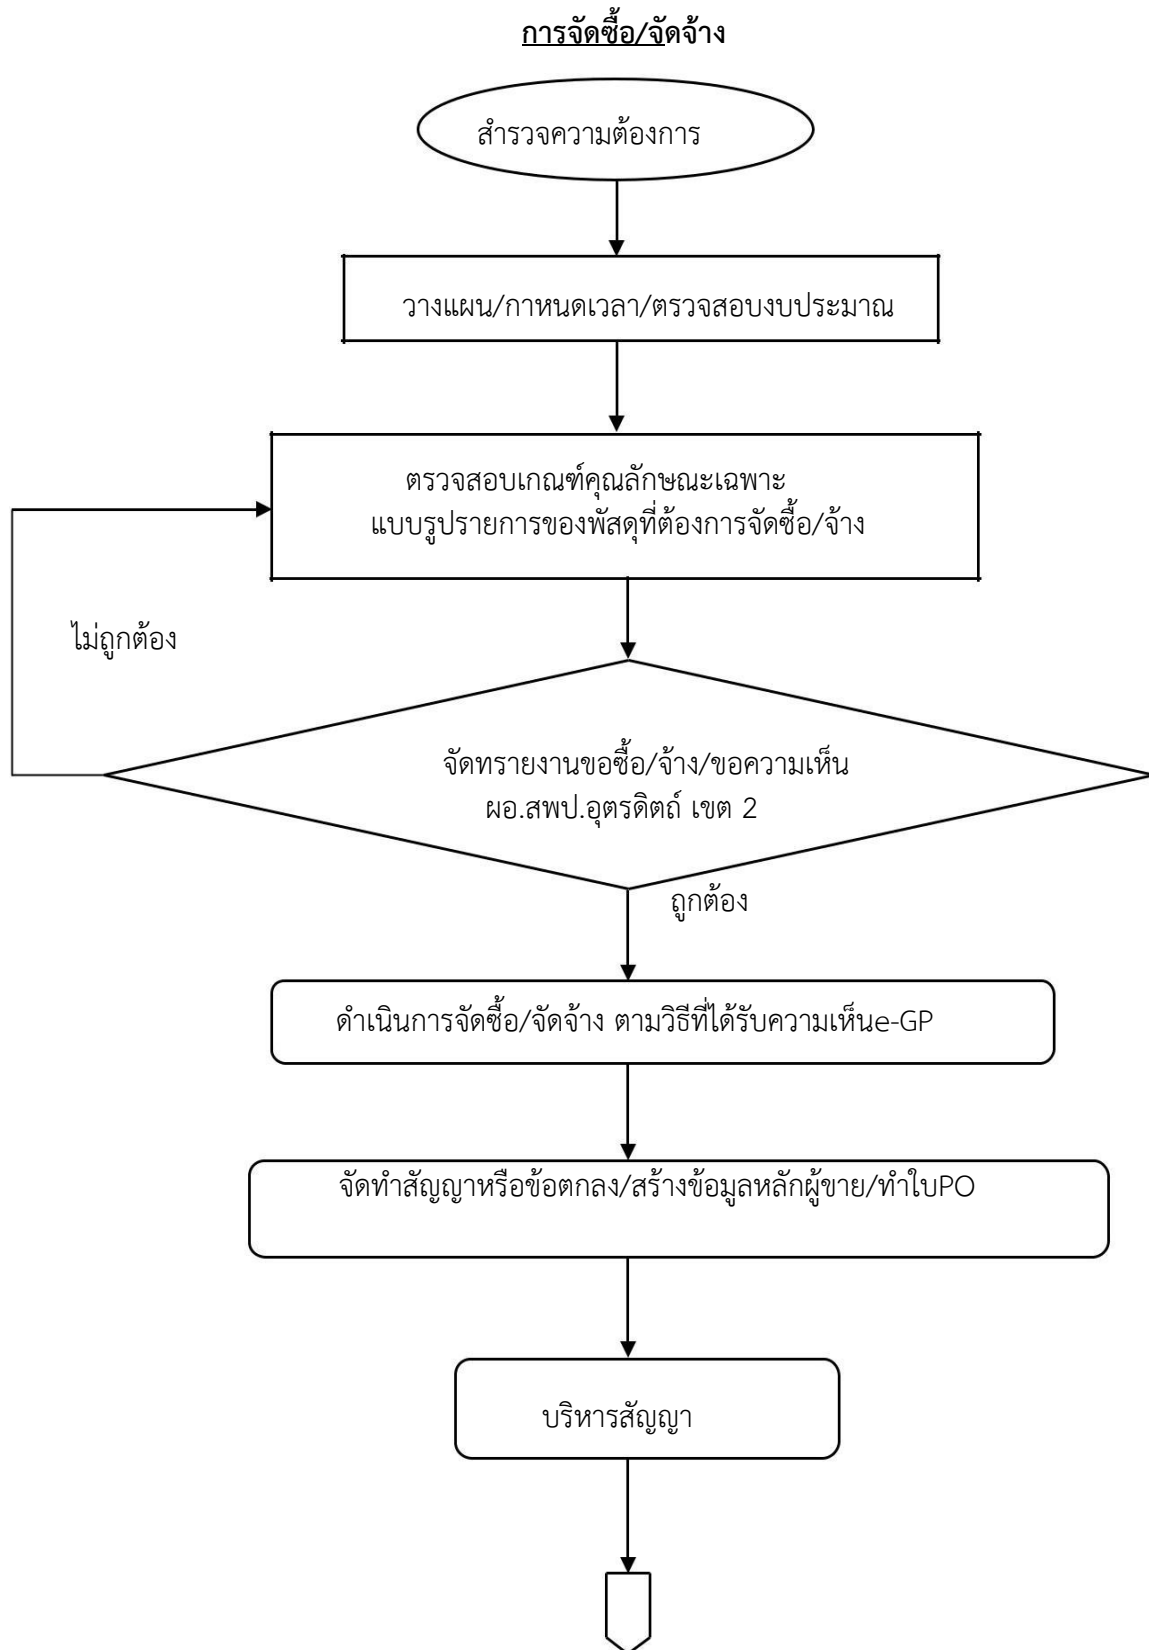 การจัดซื้อ/จัดจ้าง
สำรวจความต้องการ
วางแผน/กาหนดเวลา/ตรวจสอบงบประมาณ
ตรวจสอบเกณฑ์คุณลักษณะเฉพาะ
แบบรูปรายการของพัสดุที่ต้องการจัดซื้อ/จ้าง
ไม่ถูกต้อง
จัดทรายงานขอซื้อ/จ้าง/ขอความเห็น
ผอ.สพป.อุตรดิตถ์ เขต 2
ถูกต้อง
ดำเนินการจัดซื้อ/จัดจ้าง ตามวิธีที่ได้รับความเห็นe-GP
จัดทำสัญญาหรือข้อตกลง/สร้างข้อมูลหลักผู้ขาย/ทำใบPO
บริหารสัญญา